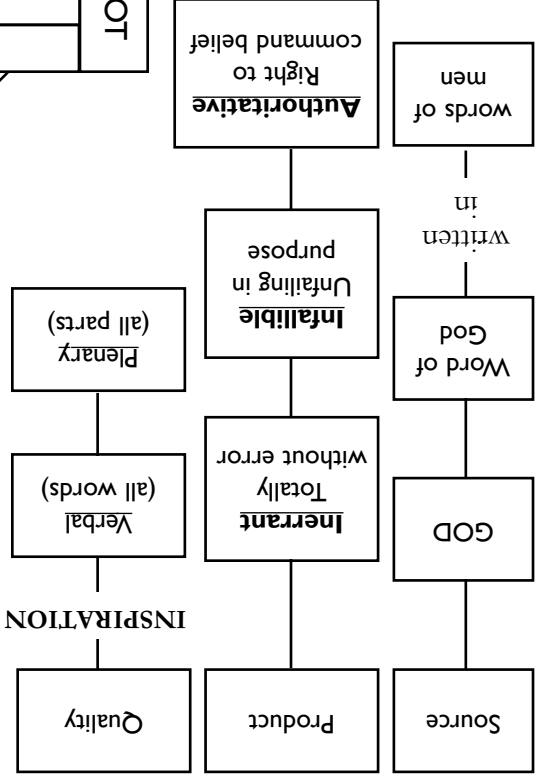 Source
GOD
Word of
God
written
in
words of
men
Product
Inerrant
Totally
without error
Infallible
Unfailing in
purpose
Authoritative
Right to
command belief
Quality
INSPIRATION
Verbal
(all words)
Plenary
(all parts)
OT